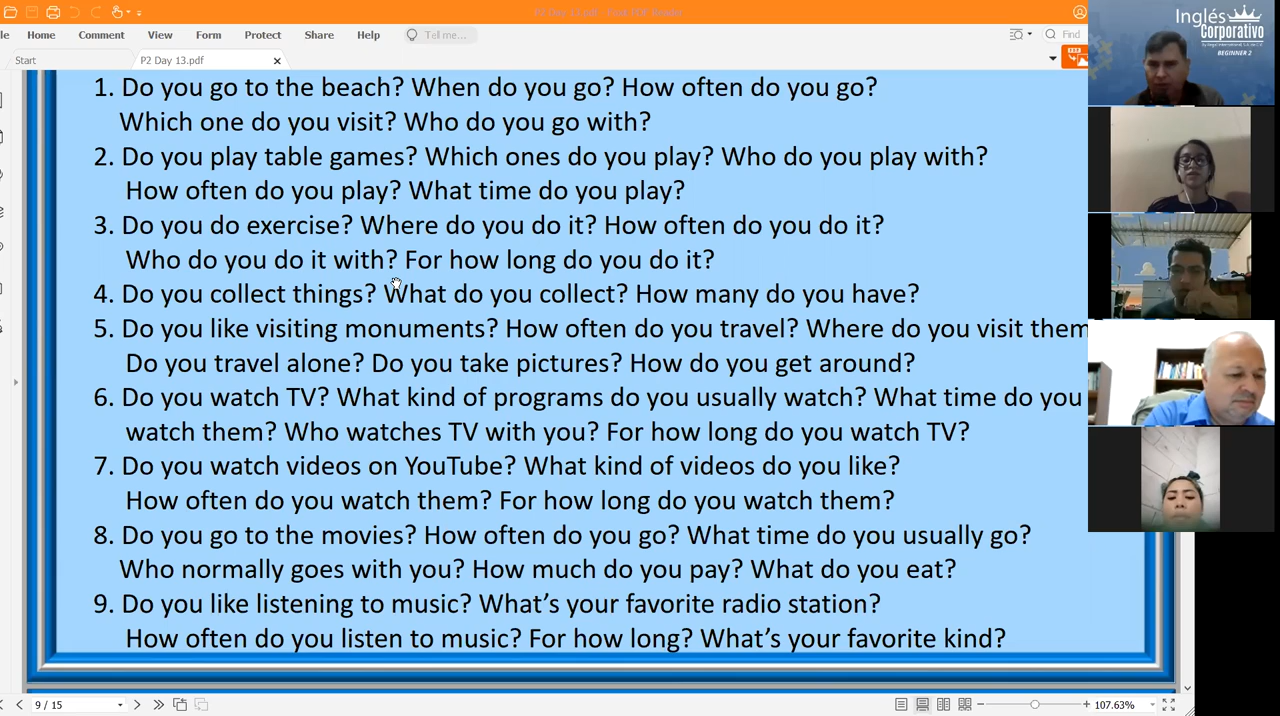 P2 Day 13.pdf - Foxit PDF Reader
Home Comment View Form Protect Share Help Tell me... Find
Start P2 Day 13.pdf
1. Do you go to the beach? When do you go? How often do you go?
Which one do you visit? Who do you go with?
2. Do you play table games? Which ones do you play? Who do you play with?
How often do you play? What time do you play?
3. Do you do exercise? Where do you do it? How often do you do it?
Who do you do it with? For how long do you do it?
4. Do you collect things? What do you collect? How many do you have?
5. Do you like visiting monuments? How often do you travel? Where do you visit them
Do you travel alone? Do you take pictures? How do you get around?
6. Do you watch TV? What kind of programs do you usually watch? What time do you
watch them? Who watches TV with you? For how long do you watch TV?
7. Do you watch videos on YouTube? What kind of videos do you like?
How often do you watch them? For how long do you watch them?
8. Do you go to the movies? How often do you go? What time do you usually go?
Who normally goes with you? How much do you pay? What do you eat?
9. Do you like listening to music? What's your favorite radio station?
How often do you listen to music? For how long? What's your favorite kind?
9 / 15 107.63%
Inglés
Corporativo
BEGINNER 2